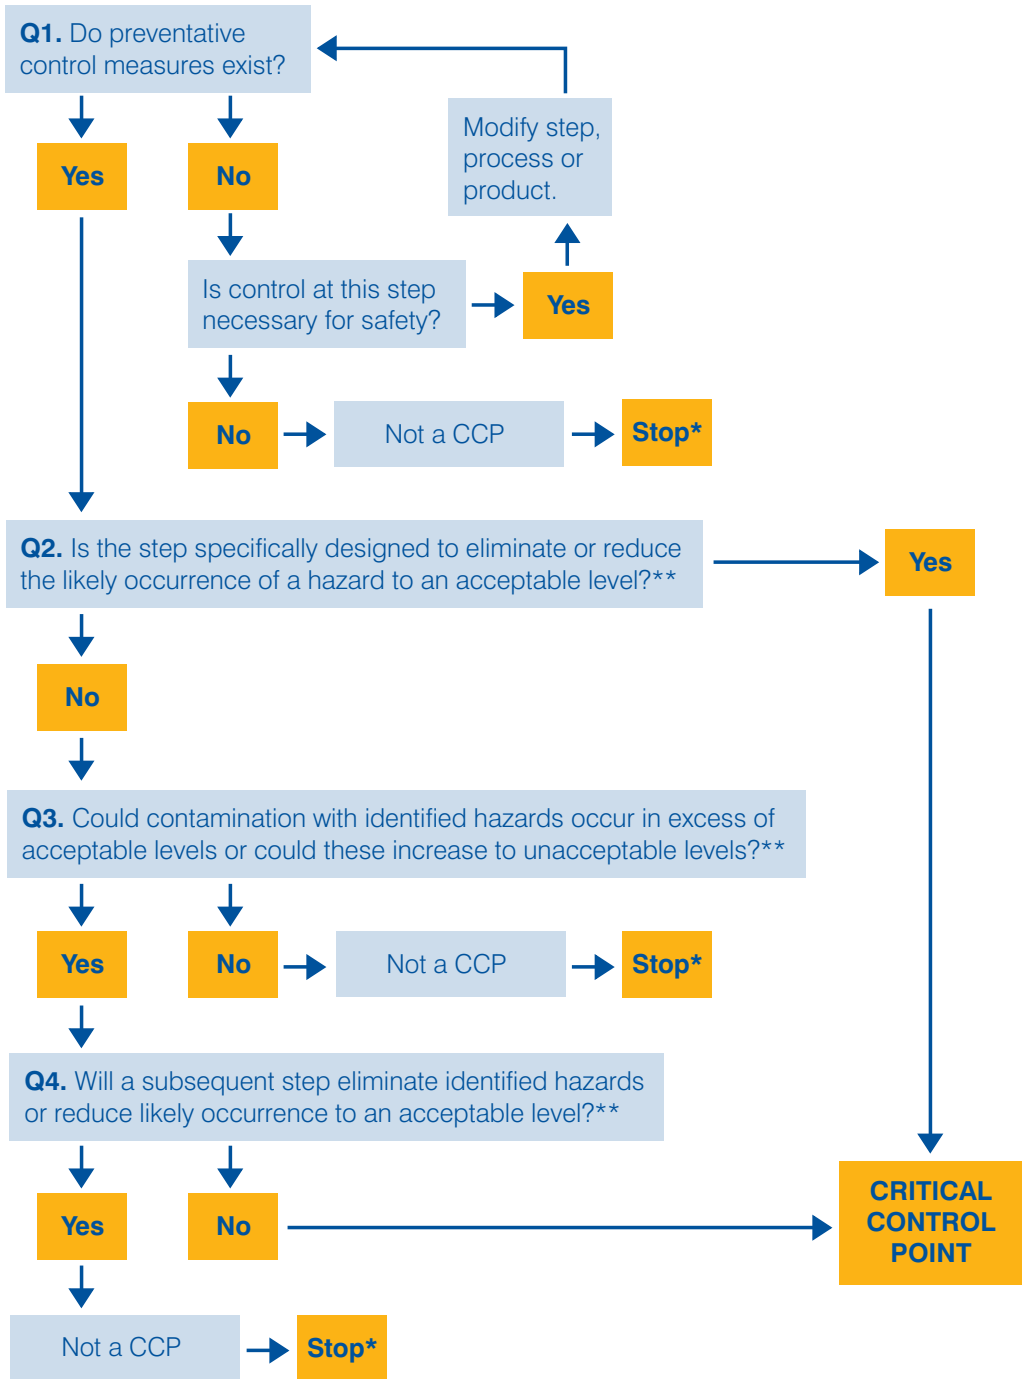 Q1. Do preventative
control measures exist?
Modify step,
process or
product.
Yes
No
Is control at this step
necessary for safety?
Yes
No
Not a CCP
Stop*
Q2. Is the step specifically designed to eliminate or reduce
the likely occurrence of a hazard to an acceptable level?**
Yes
No
Q3. Could contamination with identified hazards occur in excess of
acceptable levels or could these increase to unacceptable levels?**
Yes
No
Not a CCP
Stop*
Q4. Will a subsequent step eliminate identified hazards
or reduce likely occurrence to an acceptable level?**
Yes
No
CRITICAL
CONTROL
POINT
Not a CCP
Stop*